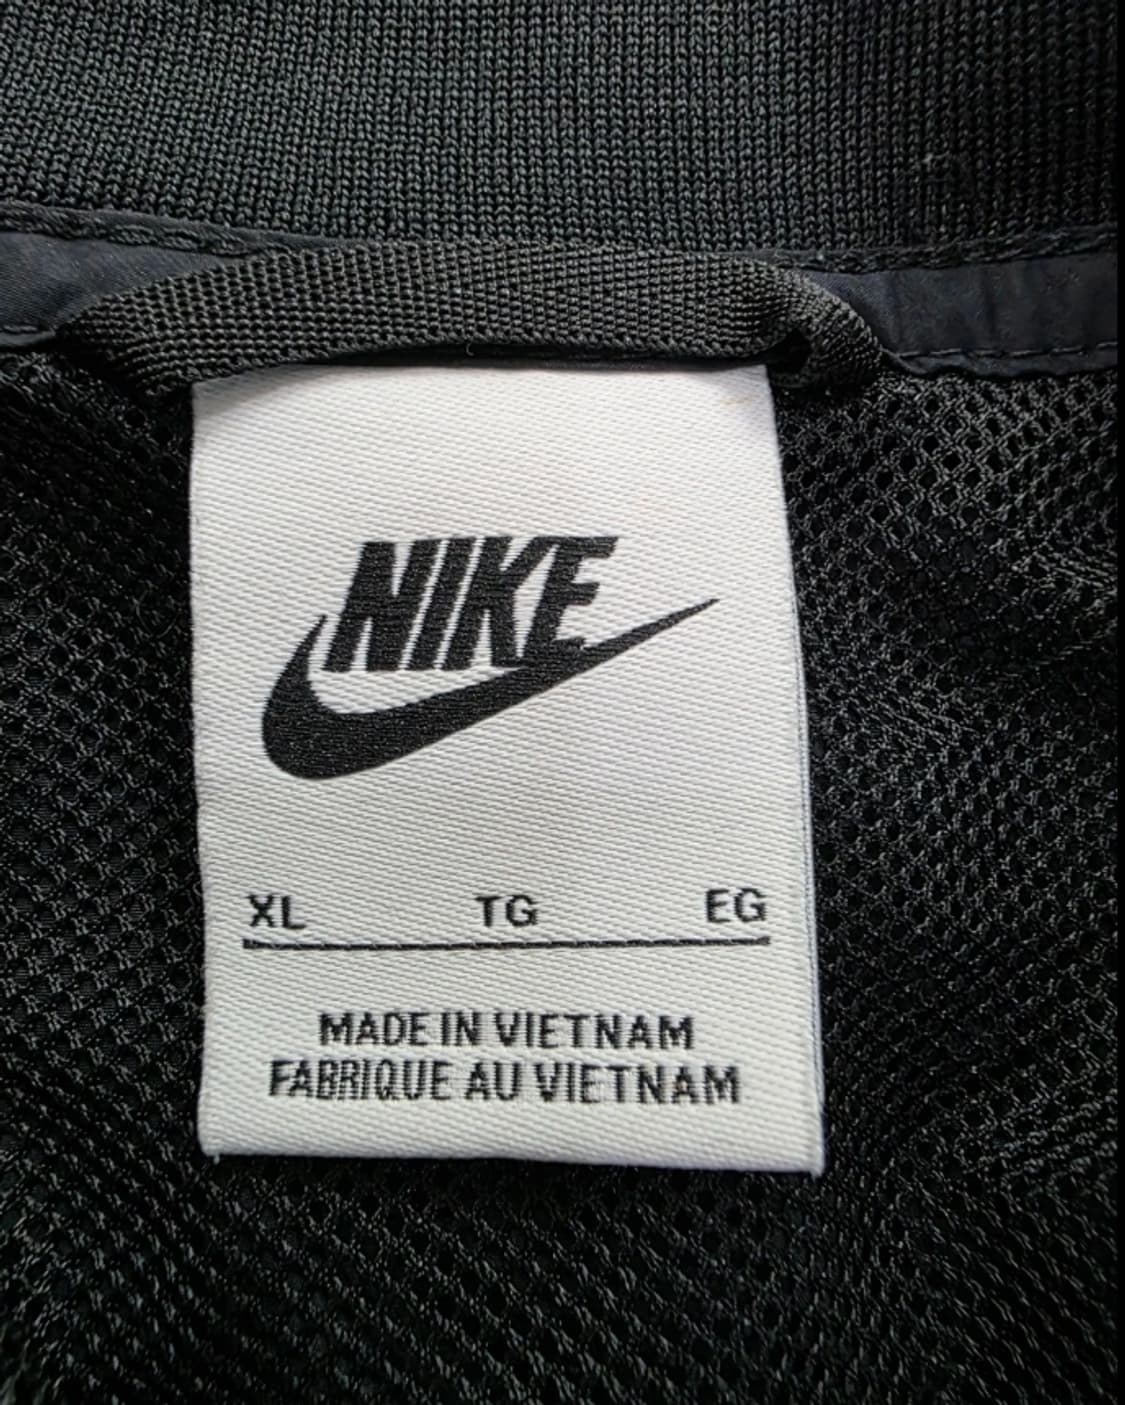 NIKE
XL TG EG
MADE IN VIETNAM
FABRIQUE AU VIETNAM